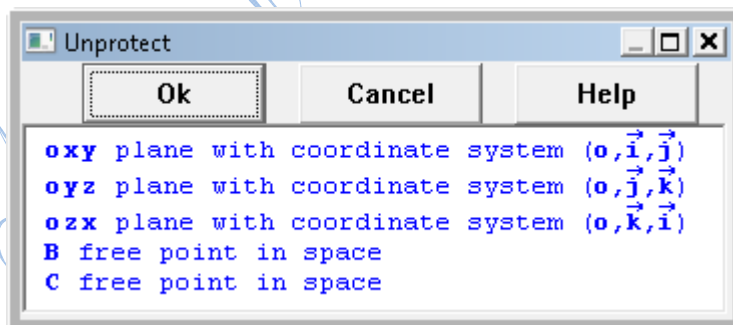 Unprotect
Ok Cancel Help
oxy plane with coordinate system (o,i⃗,j⃗)
oyz plane with coordinate system (o,j⃗,k⃗)
ozx plane with coordinate system (o,k⃗,i⃗)
B free point in space
C free point in space